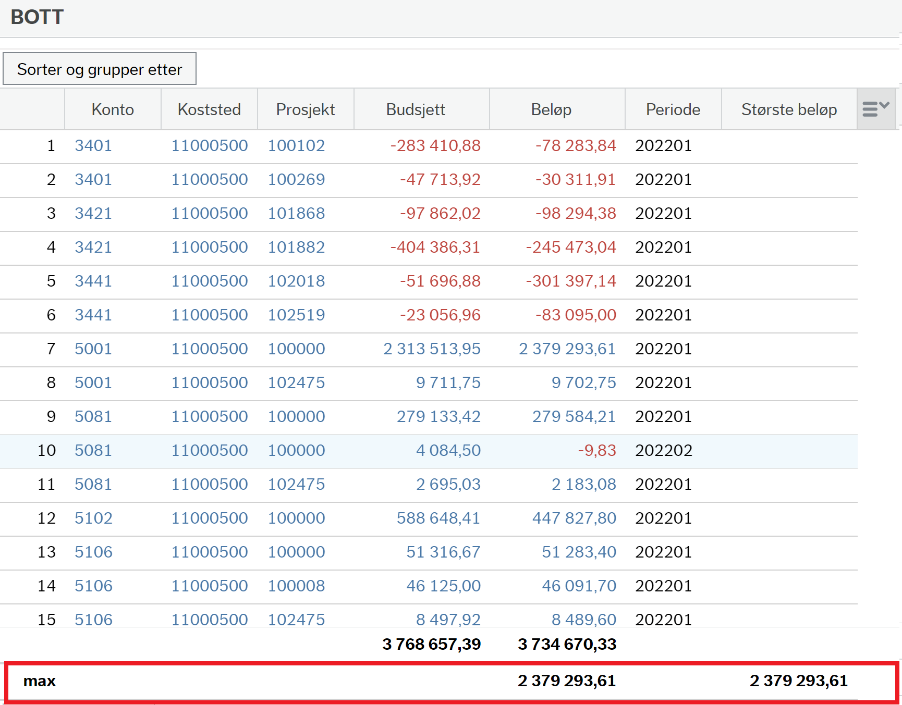 BOTT
Sorter og grupper etter
Konto Koststed Prosjekt Budsjett Beløp Periode Største beløp
1 3401 11000500 100102 -283 410,88 -78 283,84 202201
2 3401 11000500 100269 -47 713,92 -30 311,91 202201
3 3421 11000500 101868 -97 862,02 -98 294,38 202201
4 3421 11000500 101882 -404 386,31 -245 473,04 202201
5 3441 11000500 102018 -51 696,88 -301 397,14 202201
6 3441 11000500 102519 -23 056,96 -83 095,00 202201
7 5001 11000500 100000 2 313 513,95 2 379 293,61 202201
8 5001 11000500 102475 9 711,75 9 702,75 202201
9 5081 11000500 100000 279 133,42 279 584,21 202201
10 5081 11000500 100000 4 084,50 -9,83 202202
11 5081 11000500 102475 2 695,03 2 183,08 202201
12 5102 11000500 100000 588 648,41 447 827,80 202201
13 5106 11000500 100000 51 316,67 51 283,40 202201
14 5106 11000500 100008 46 125,00 46 091,70 202201
15 5106 11000500 102475 8 497,92 8 489,60 202201
3 768 657,39 3 734 670,33
max 2 379 293,61 2 379 293,61